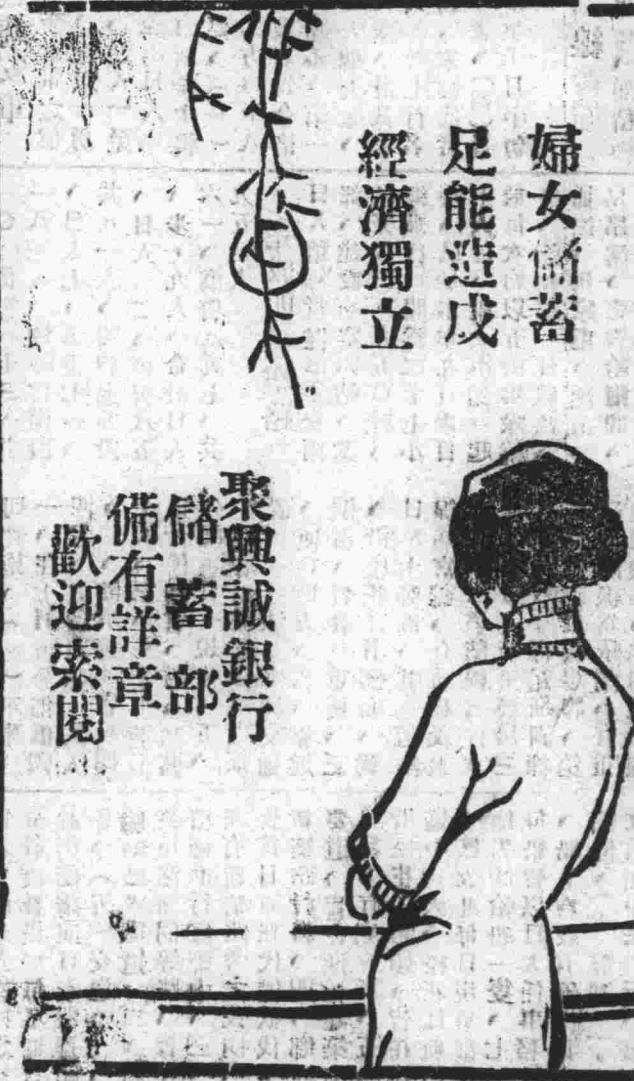 婦女儲蓄
足能造成
經濟獨立
聚興誠銀行
儲蓄部
備有詳章
歡迎索閱